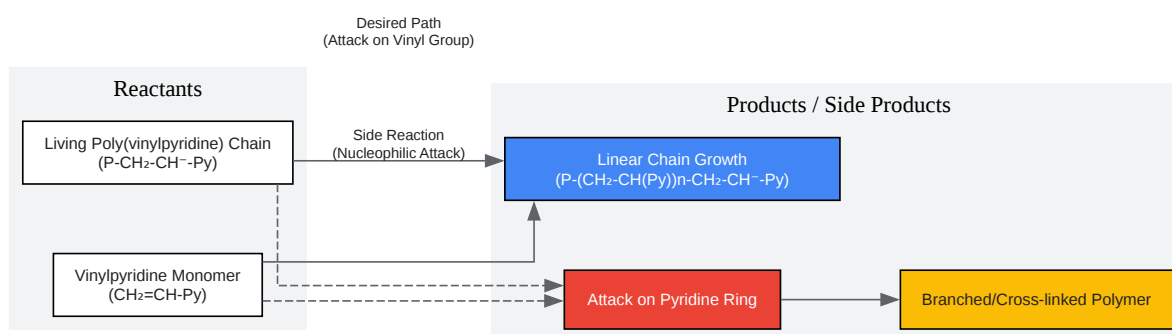 Desired Path
(Attack on Vinyl Group)
Reactants
Products / Side Products
Living Poly(vinylpyridine) Chain
(P-CH₂-CH⁻-Py)
Side Reaction
(Nucleophilic Attack)
Linear Chain Growth
(P-(CH₂-CH(Py))n-CH₂-CH⁻-Py)
Vinylpyridine Monomer
(CH₂=CH-Py)
Attack on Pyridine Ring
Branched/Cross-linked Polymer